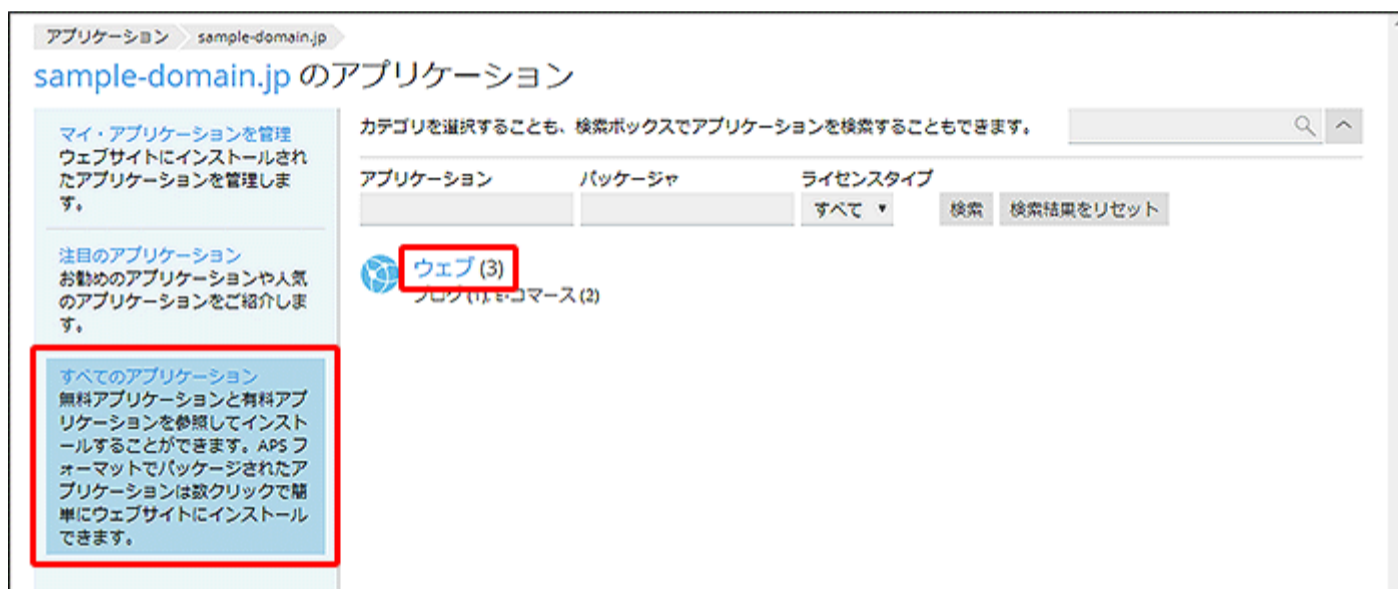 アプリケーション sample-domain.jp
sample-domain.jp のアプリケーション
マイ・アプリケーションを管理
ウェブサイトにインストールされ
たアプリケーションを管理しま
す。
注目のアプリケーション
お勧めのアプリケーションや人気
のアプリケーションをご紹介しま
す。
すべてのアプリケーション
無料アプリケーションと有料アプ
リケーションを参照してインスト
ールすることができます。APS フ
ォーマットでパッケージされたア
プリケーションは数クリックで簡
単にウェブサイトにインストール
できます。
カテゴリを選択することも、検索ボックスでアプリケーションを検索することもできます。
アプリケーション パッケージャ ライセンスタイプ
すべて 検索 検索結果をリセット
ウェブ (3)
ブログ (1), E-コマース (2)